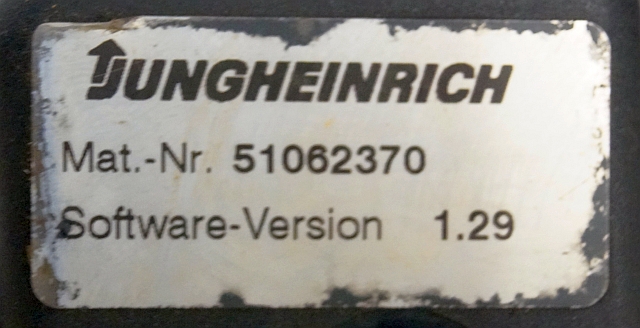 JUNGHEINRICH
Mat.-Nr. 51062370
Software-Version 1.29